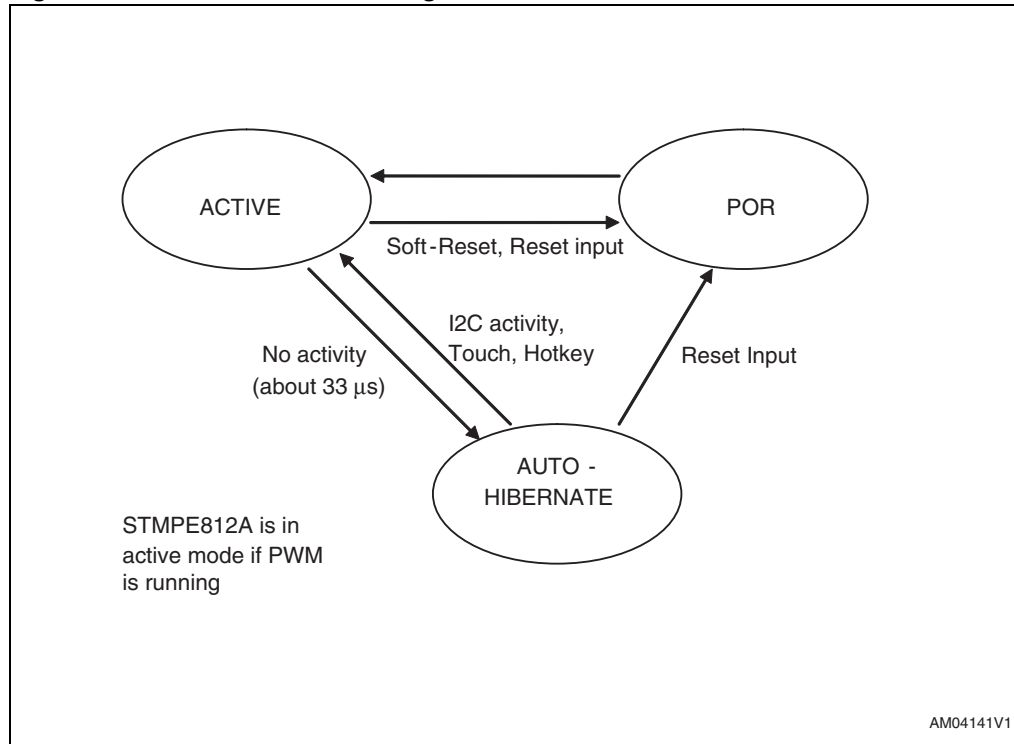 ACTIVE
POR
Soft-Reset, Reset input
I2C activity,
Touch, Hotkey
No activity
(about 33 μs)
Reset Input
AUTO -
HIBERNATE
STMPE812A is in
active mode if PWM
is running
AM04141V1